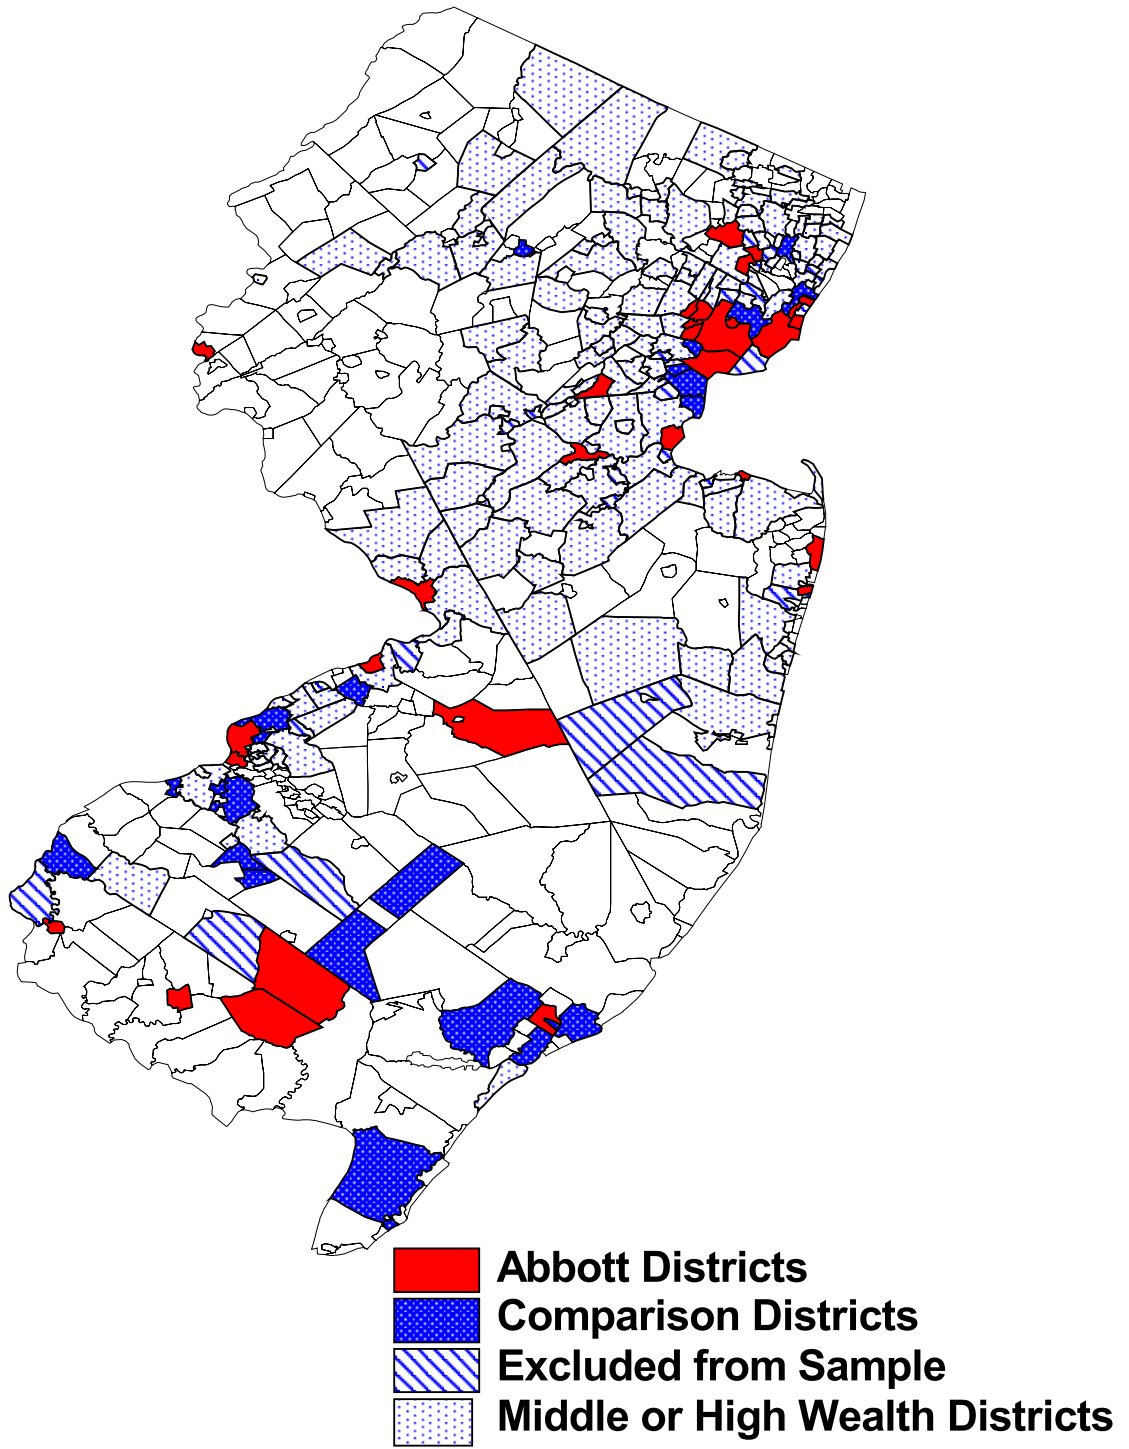 Abbott Districts
Comparison Districts
Excluded from Sample
Middle or High Wealth Districts